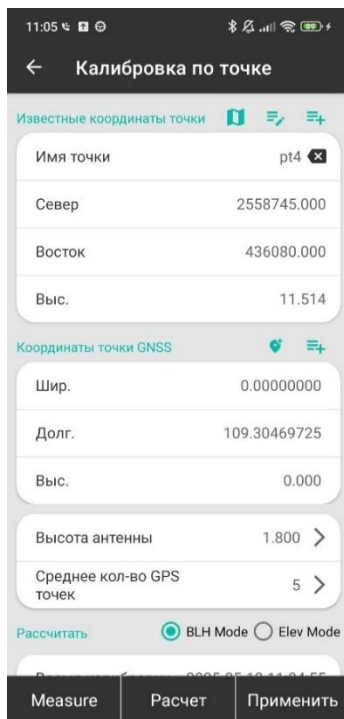 11:05
89
Калибровка по точке
Известные координаты точки
Имя точки pt4
Север 2558745.000
Восток 436080.000
Выс. 11.514
Координаты точки GNSS
Шир. 0.00000000
Долг. 109.30469725
Выс. 0.000
Высота антенны 1.800
Среднее кол-во GPS
точек 5
Рассчитать BLH Mode Elev Mode
Measure Расчет Применить